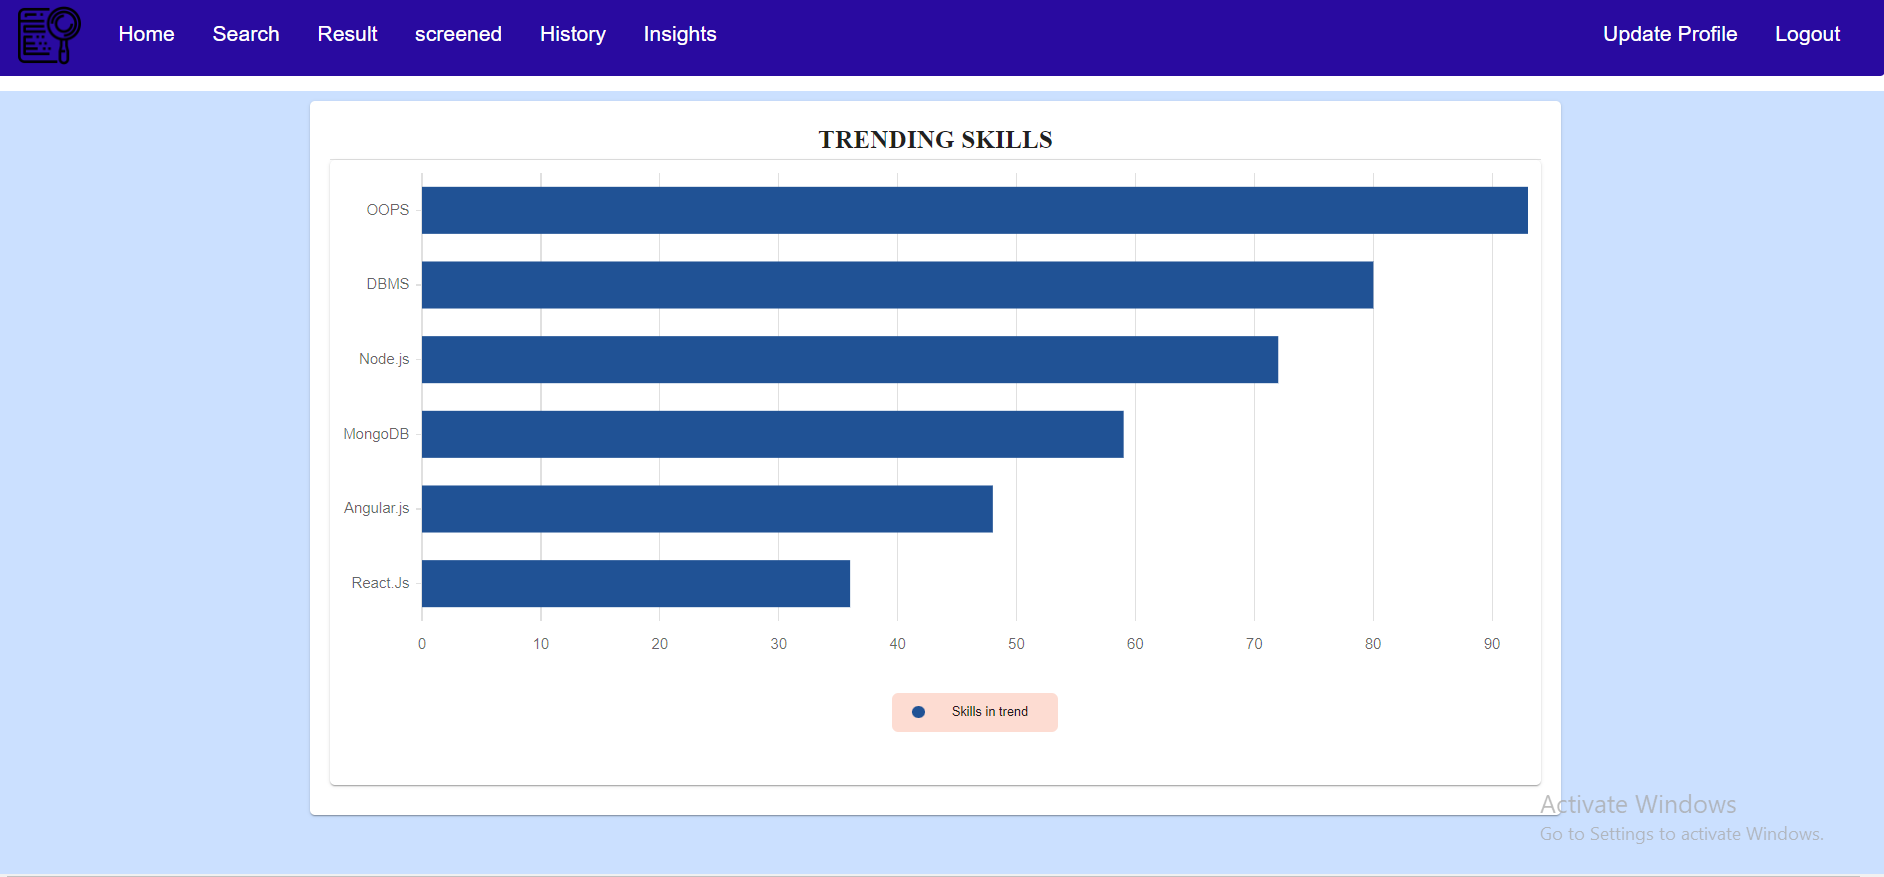 Home Search Result screened History Insights Update Profile Logout
TRENDING SKILLS
OOPS
DBMS
Node.js
MongoDB
Angular.js
React.Js
0 10 20 30 40 50 60 70 80 90
Skills in trend
Activate Windows
Go to Settings to activate Windows.